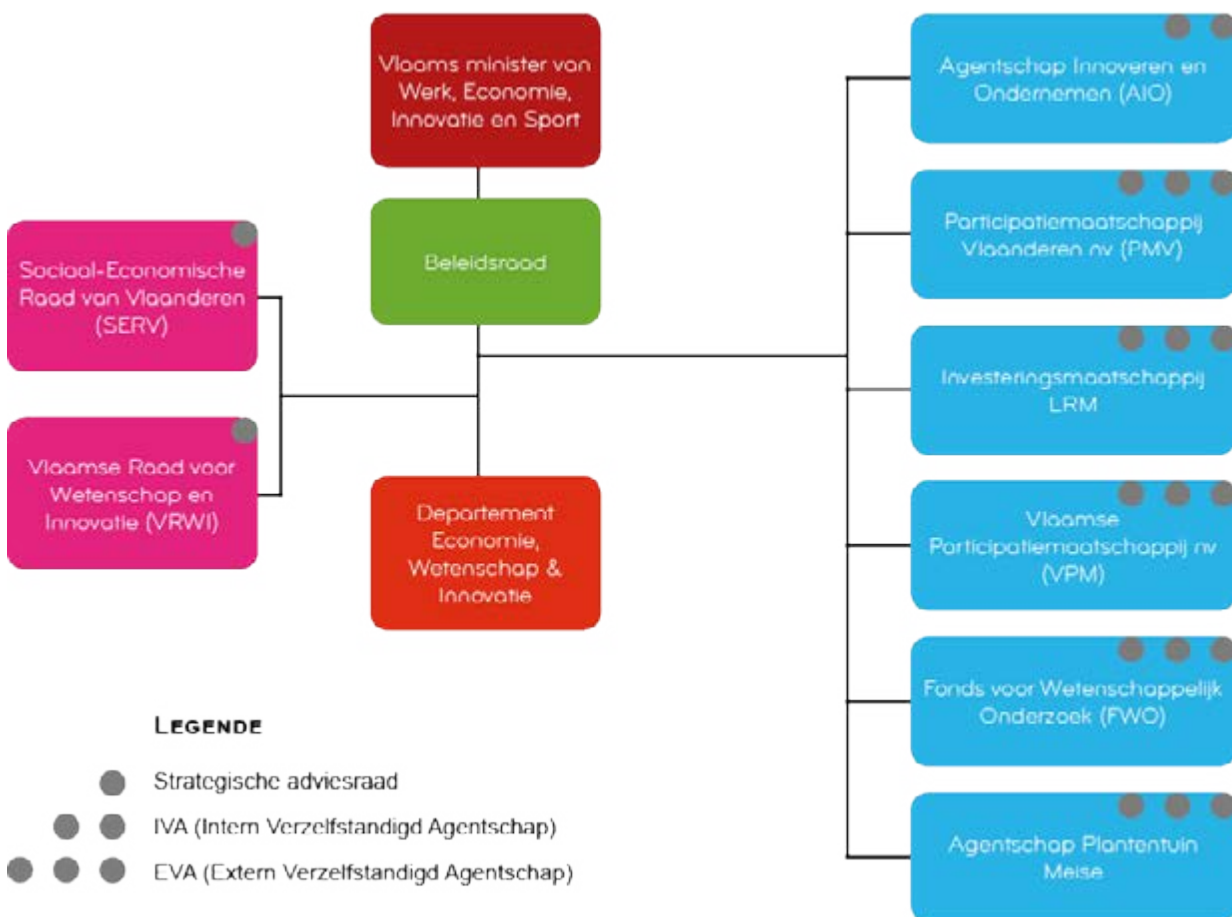 Vlaams minister van
Werk, Economie,
Innovatie en Sport
Beleidsraad
Sociaal-Economische
Raad van Vlaanderen
(SERV)
Vlaamse Raad voor
Wetenschap en
Innovatie (VRWI)
Departement
Economie,
Wetenschap &
Innovatie
Agentschap Innoveren en
Ondernemen (AIO)
Participatiemaatschappij
Vlaanderen nv (PMV)
Investeringsmaatschappij
LRM
Vlaamse
Participatiemaatschappij nv
(VPM)
Fonds voor Wetenschappelijk
Onderzoek (FWO)
Agentschap Plantentuin
Meise
LEGENDE
Strategische adviesraad
IVA (Intern Verzelfstandigd Agentschap)
EVA (Extern Verzelfstandigd Agentschap)